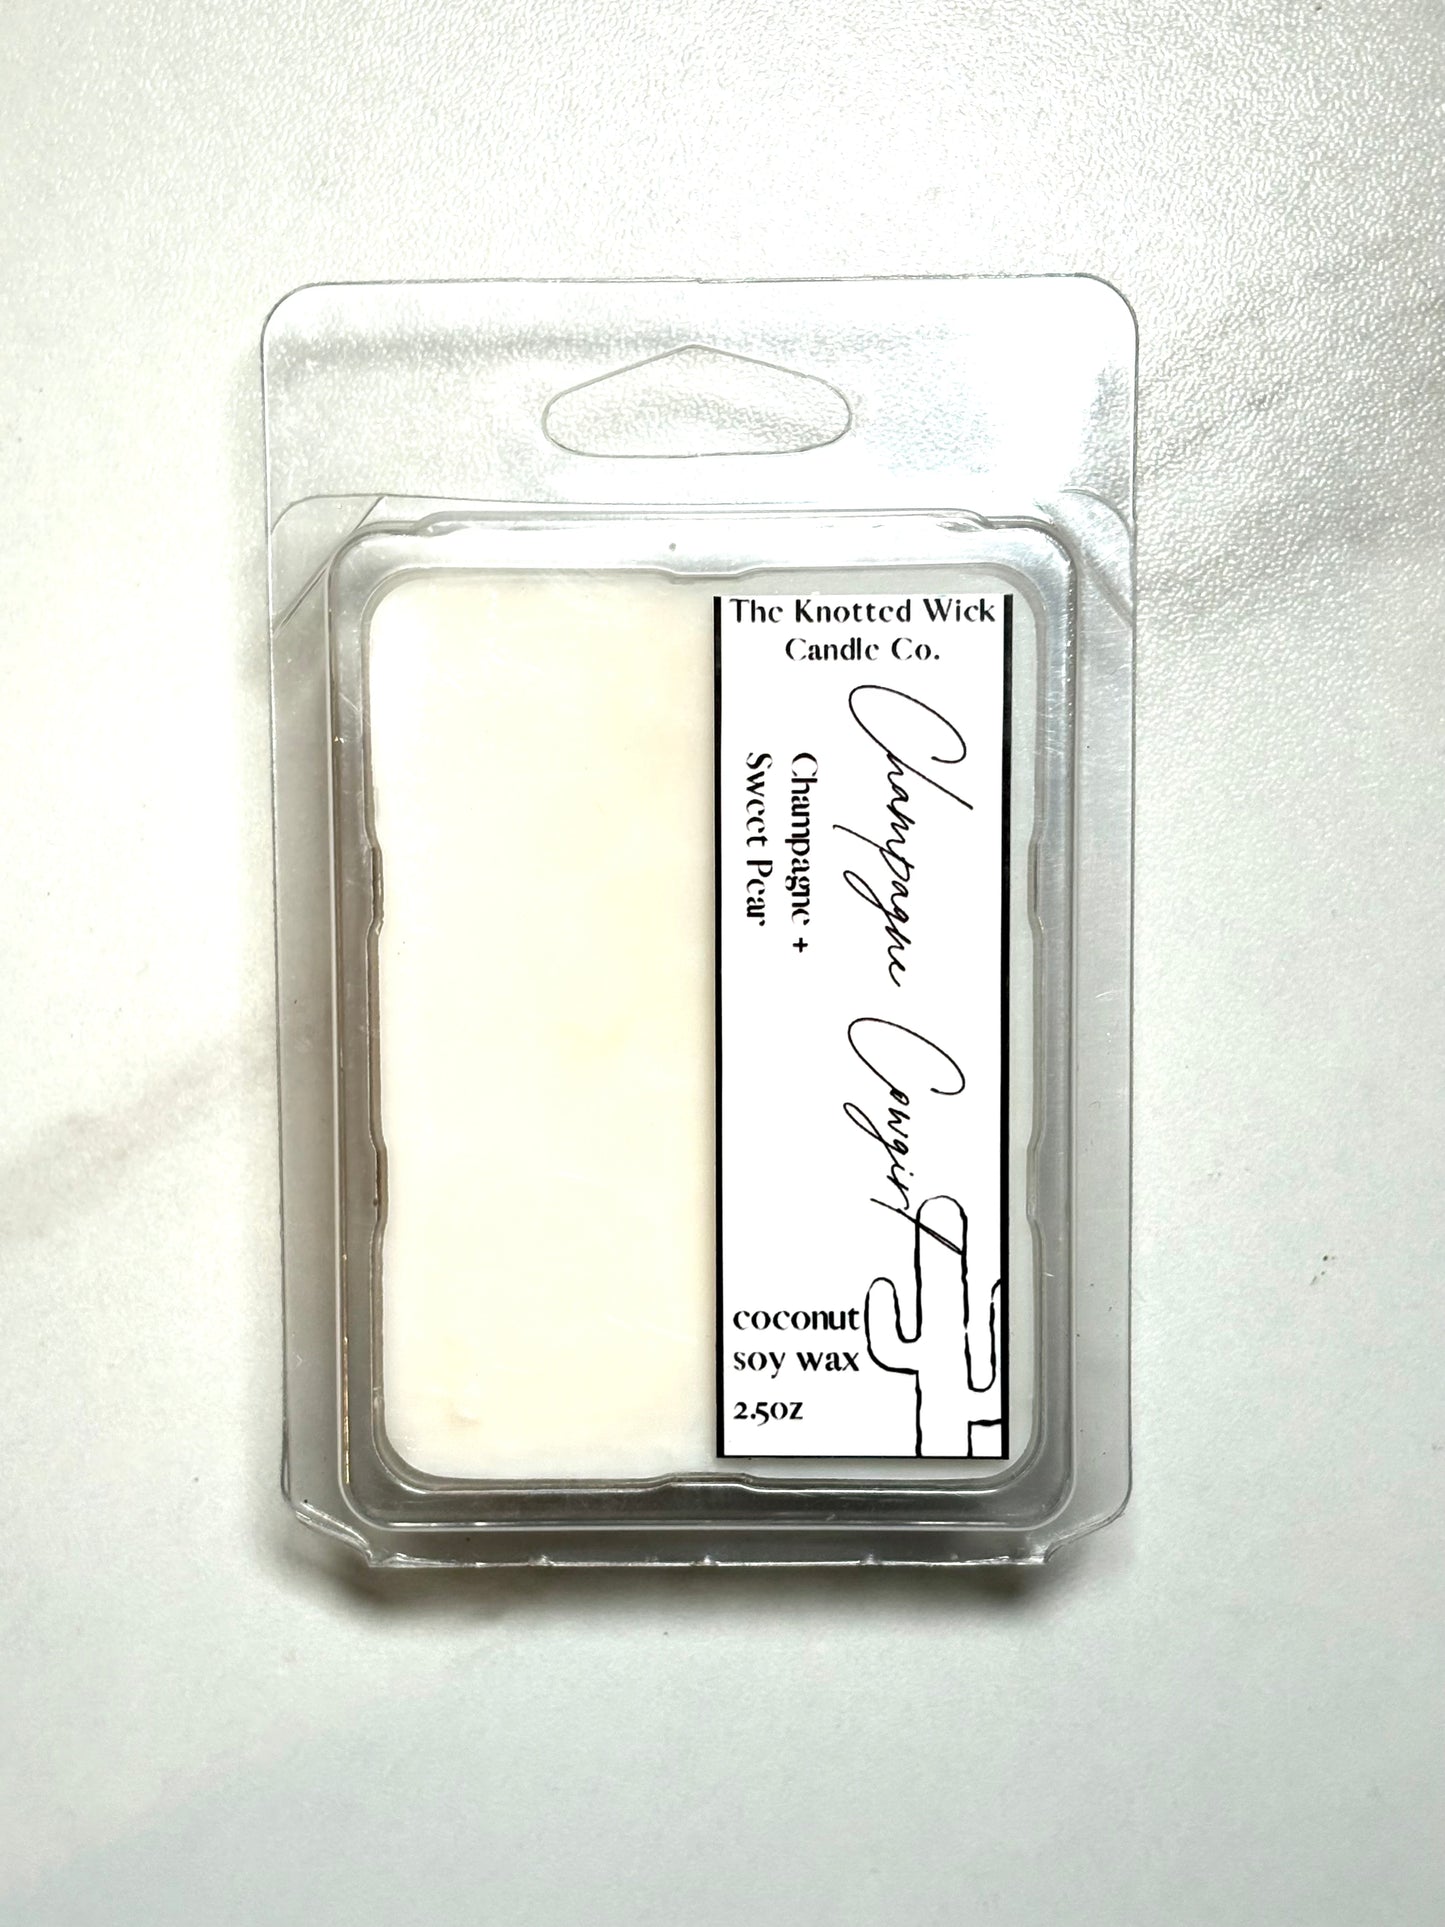 The Knotted Wick
Candle Co.
Champagne Cowgirl
Champagne +
Sweet Pear
coconut
soy wax
2.5oz